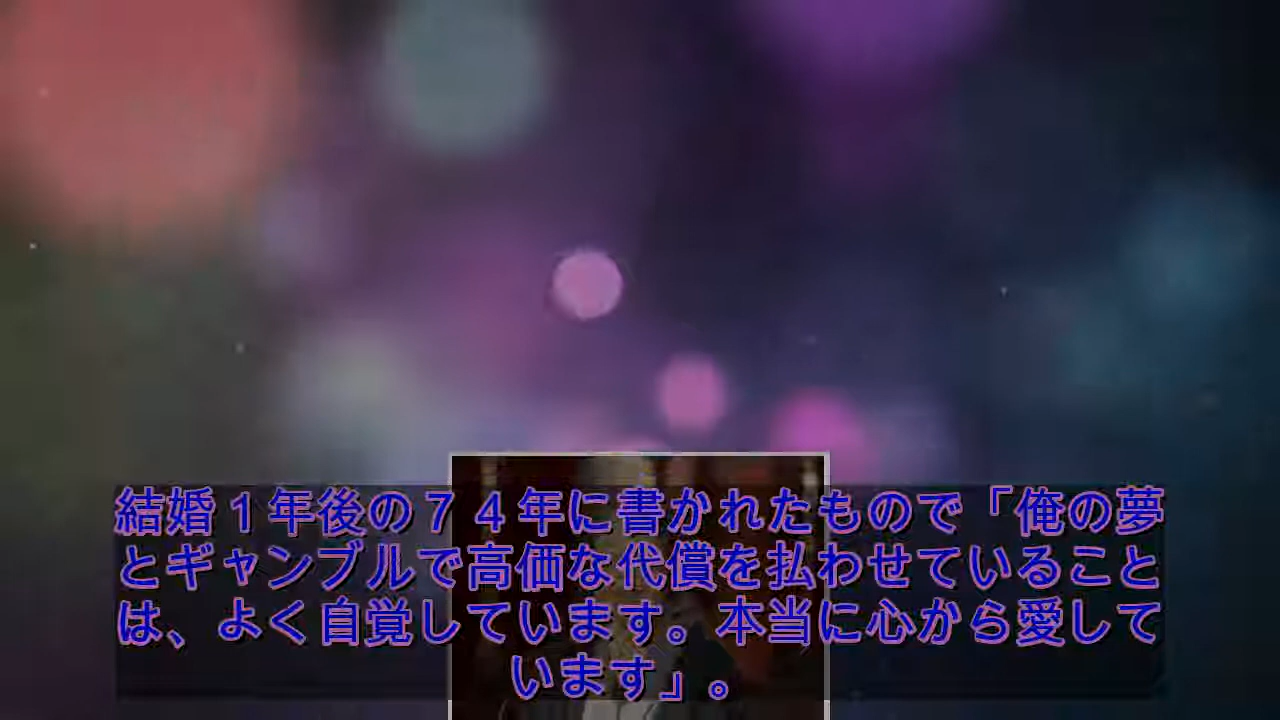 結婚１年後の７４年に書かれたもので「俺の夢
とギャンブルで高価な代償を払わせていること
は、よく自覚しています。本当に心から愛して
います」。